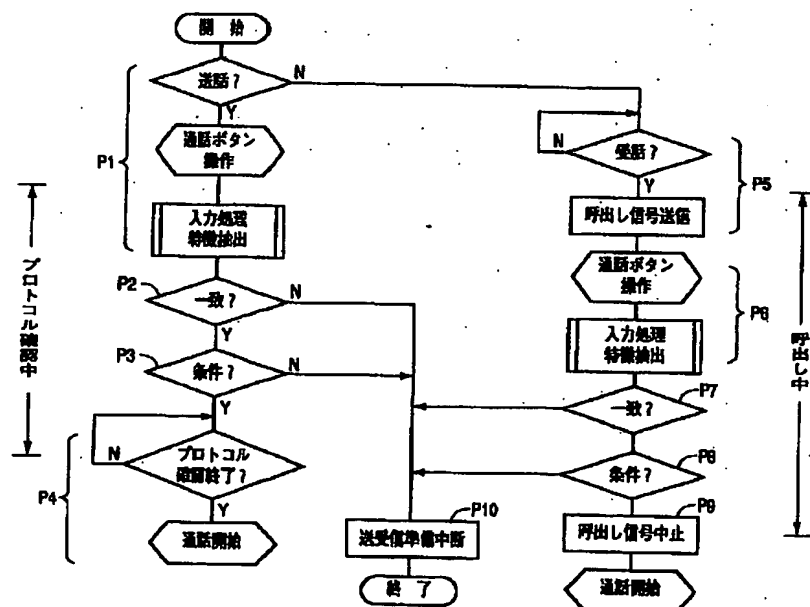 開 始
送話？
N
Y
通話ボタン
操作
P1
入力処理
特徴抽出
P2
一致？
N
Y
P3
条件？
N
Y
プロトコル確認中
N
プロトコル
確認終了？
P4
Y
通話開始
N
受話？
P5
Y
呼出し信号送信
通話ボタン
操作
P6
入力処理
特徴抽出
呼出し中
P7
一致？
P8
条件？
P9
呼出し信号中止
通話開始
P10
送受信準備中断
終 了